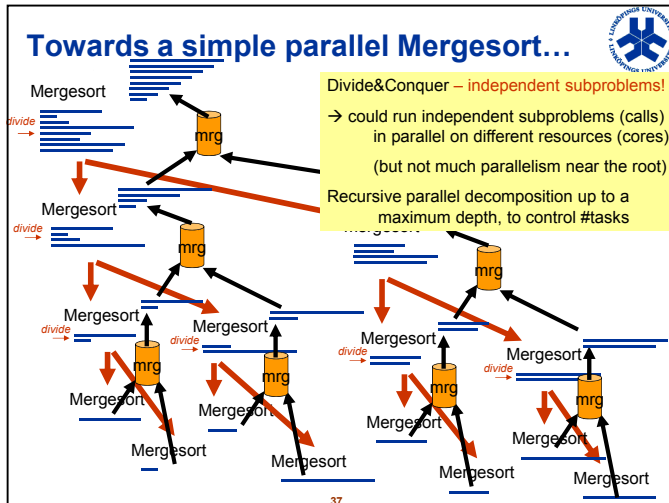 Towards a simple parallel Mergesort…
LINKÖPINGS UNIVERSITET
Mergesort
divide
mrg
Divide&Conquer – independent subproblems!
→ could run independent subproblems (calls)
in parallel on different resources (cores)
(but not much parallelism near the root)
Recursive parallel decomposition up to a
maximum depth, to control #tasks
Mergesort
divide
mrg
Mergesort
mrg
Mergesort
divide
mrg
Mergesort
divide
mrg
Mergesort
divide
mrg
Mergesort
divide
mrg
Mergesort
Mergesort
Mergesort
Mergesort
Mergesort
Mergesort
Mergesort
Mergesort
37